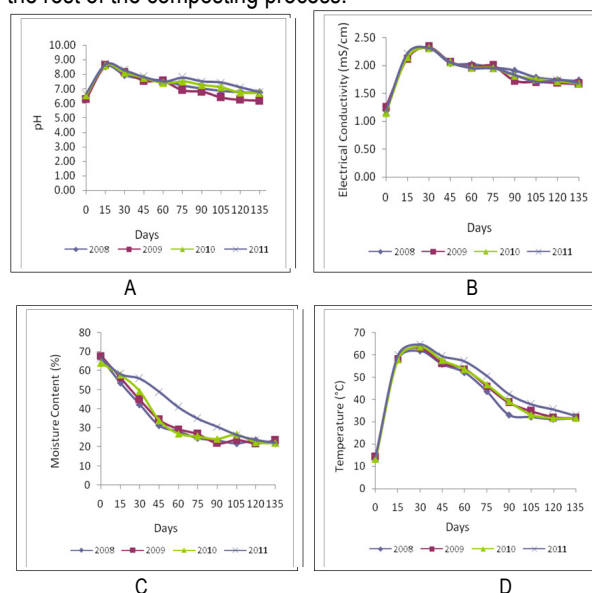 the rest of the composting process.
10.00
9.00
8.00
7.00
6.00
5.00
4.00
3.00
2.00
1.00
0.00
pH
0 15 30 45 60 75 90 105 120 135
Days
2008 2009 2010 2011
A
2.50
2.00
1.50
1.00
0.50
0.00
Electrical Conductivity (mS/cm)
0 15 30 45 60 75 90 105 120 135
Days
2008 2009 2010 2011
B
80
70
60
50
40
30
20
10
0
Moisture Content (%)
0 15 30 45 60 75 90 105 120 135
Days
2008 2009 2010 2011
C
70
60
50
40
30
20
10
0
Temperature (°C)
0 15 30 45 60 75 90 105 120 135
Days
2008 2009 2010 2011
D